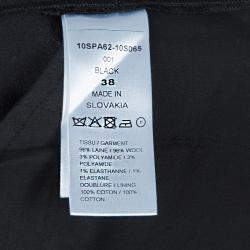 10SPA62-10S065
001
BLACK
38
MADE IN
SLOVAKIA
TISSU / GARMENT
96% LAINE / 96% WOOL
3% POLYAMIDE / 3%
POLYAMIDE
1% ELASTHANNE / 1%
ELASTANE
DOUBLURE / LINING
100% COTON / 100%
COTTON